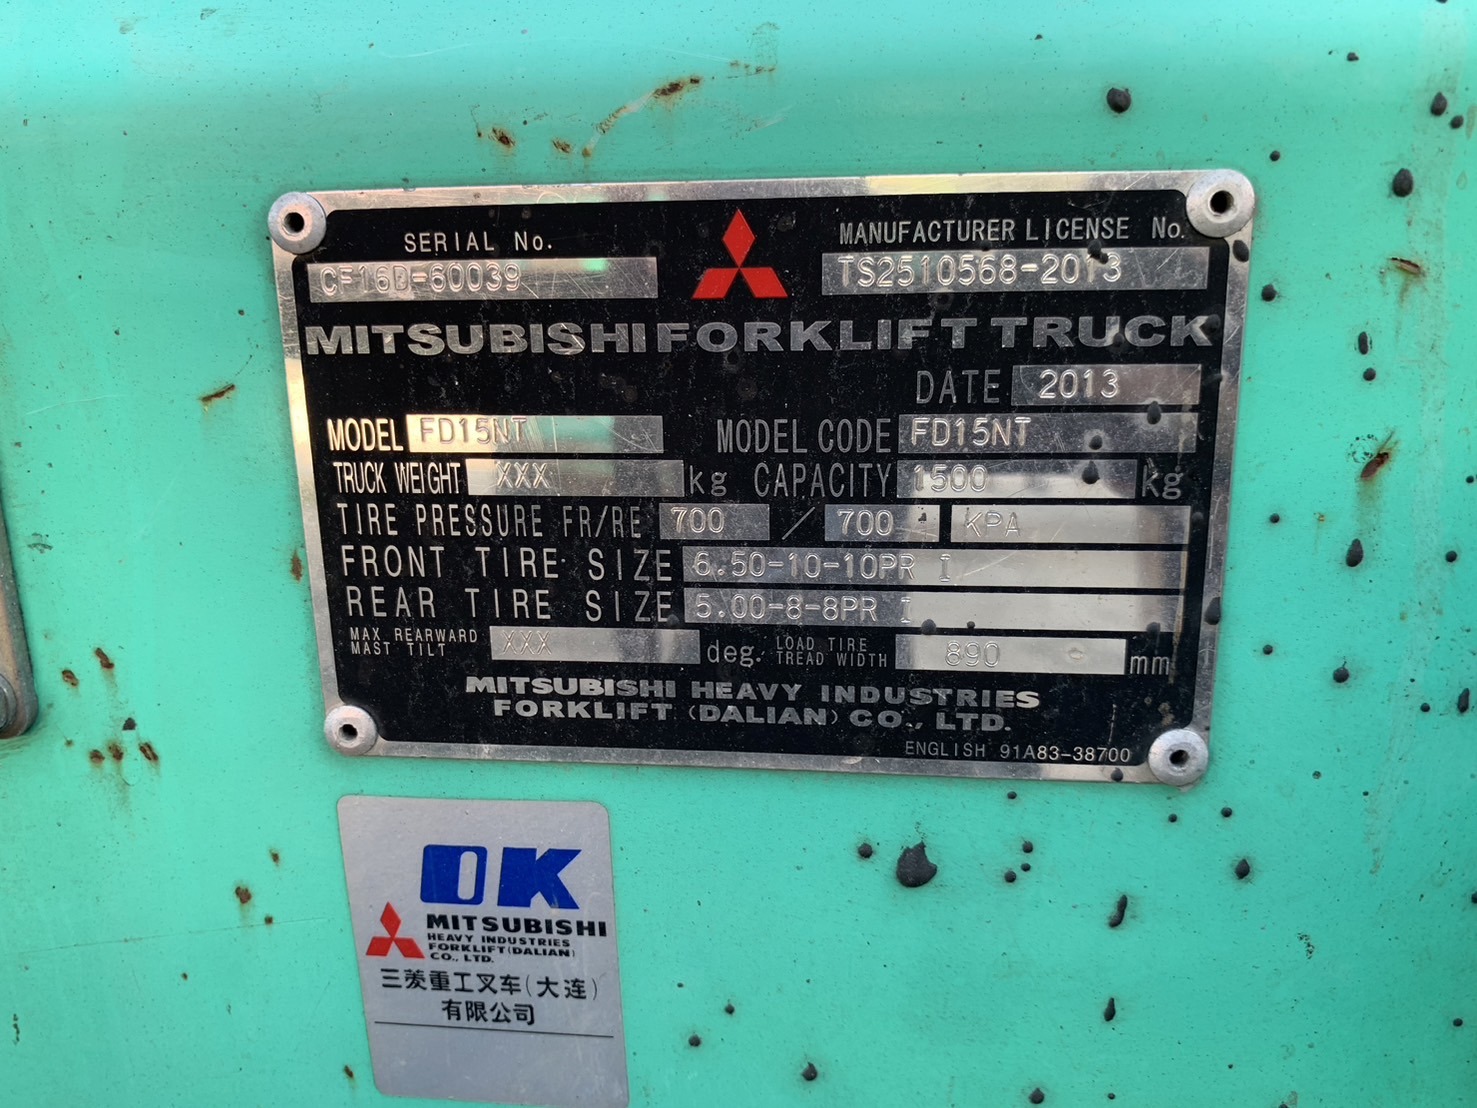 SERIAL No.
MANUFACTURER LICENSE No.
CF16D-60039
TS2510568-2013
MITSUBISHI FORKLIFT TRUCK
DATE 2013
MODEL FD15NT MODEL CODE FD15NT
TRUCK WEIGHT XXX kg CAPACITY 1500 kg
TIRE PRESSURE FR/RE 700 / 700 KPA
FRONT TIRE SIZE 6.50-10-10PR I
REAR TIRE SIZE 5.00-8-8PR I
MAX. REARWARD
MAST TILT XXX deg.
LOAD TIRE
TREAD WIDTH 890 mm
MITSUBISHI HEAVY INDUSTRIES
FORKLIFT (DALIAN) CO., LTD.
ENGLISH 91A83-38700
OK
MITSUBISHI
HEAVY INDUSTRIES
FORKLIFT (DALIAN)
CO., LTD.
三菱重工叉车(大连)
有限公司